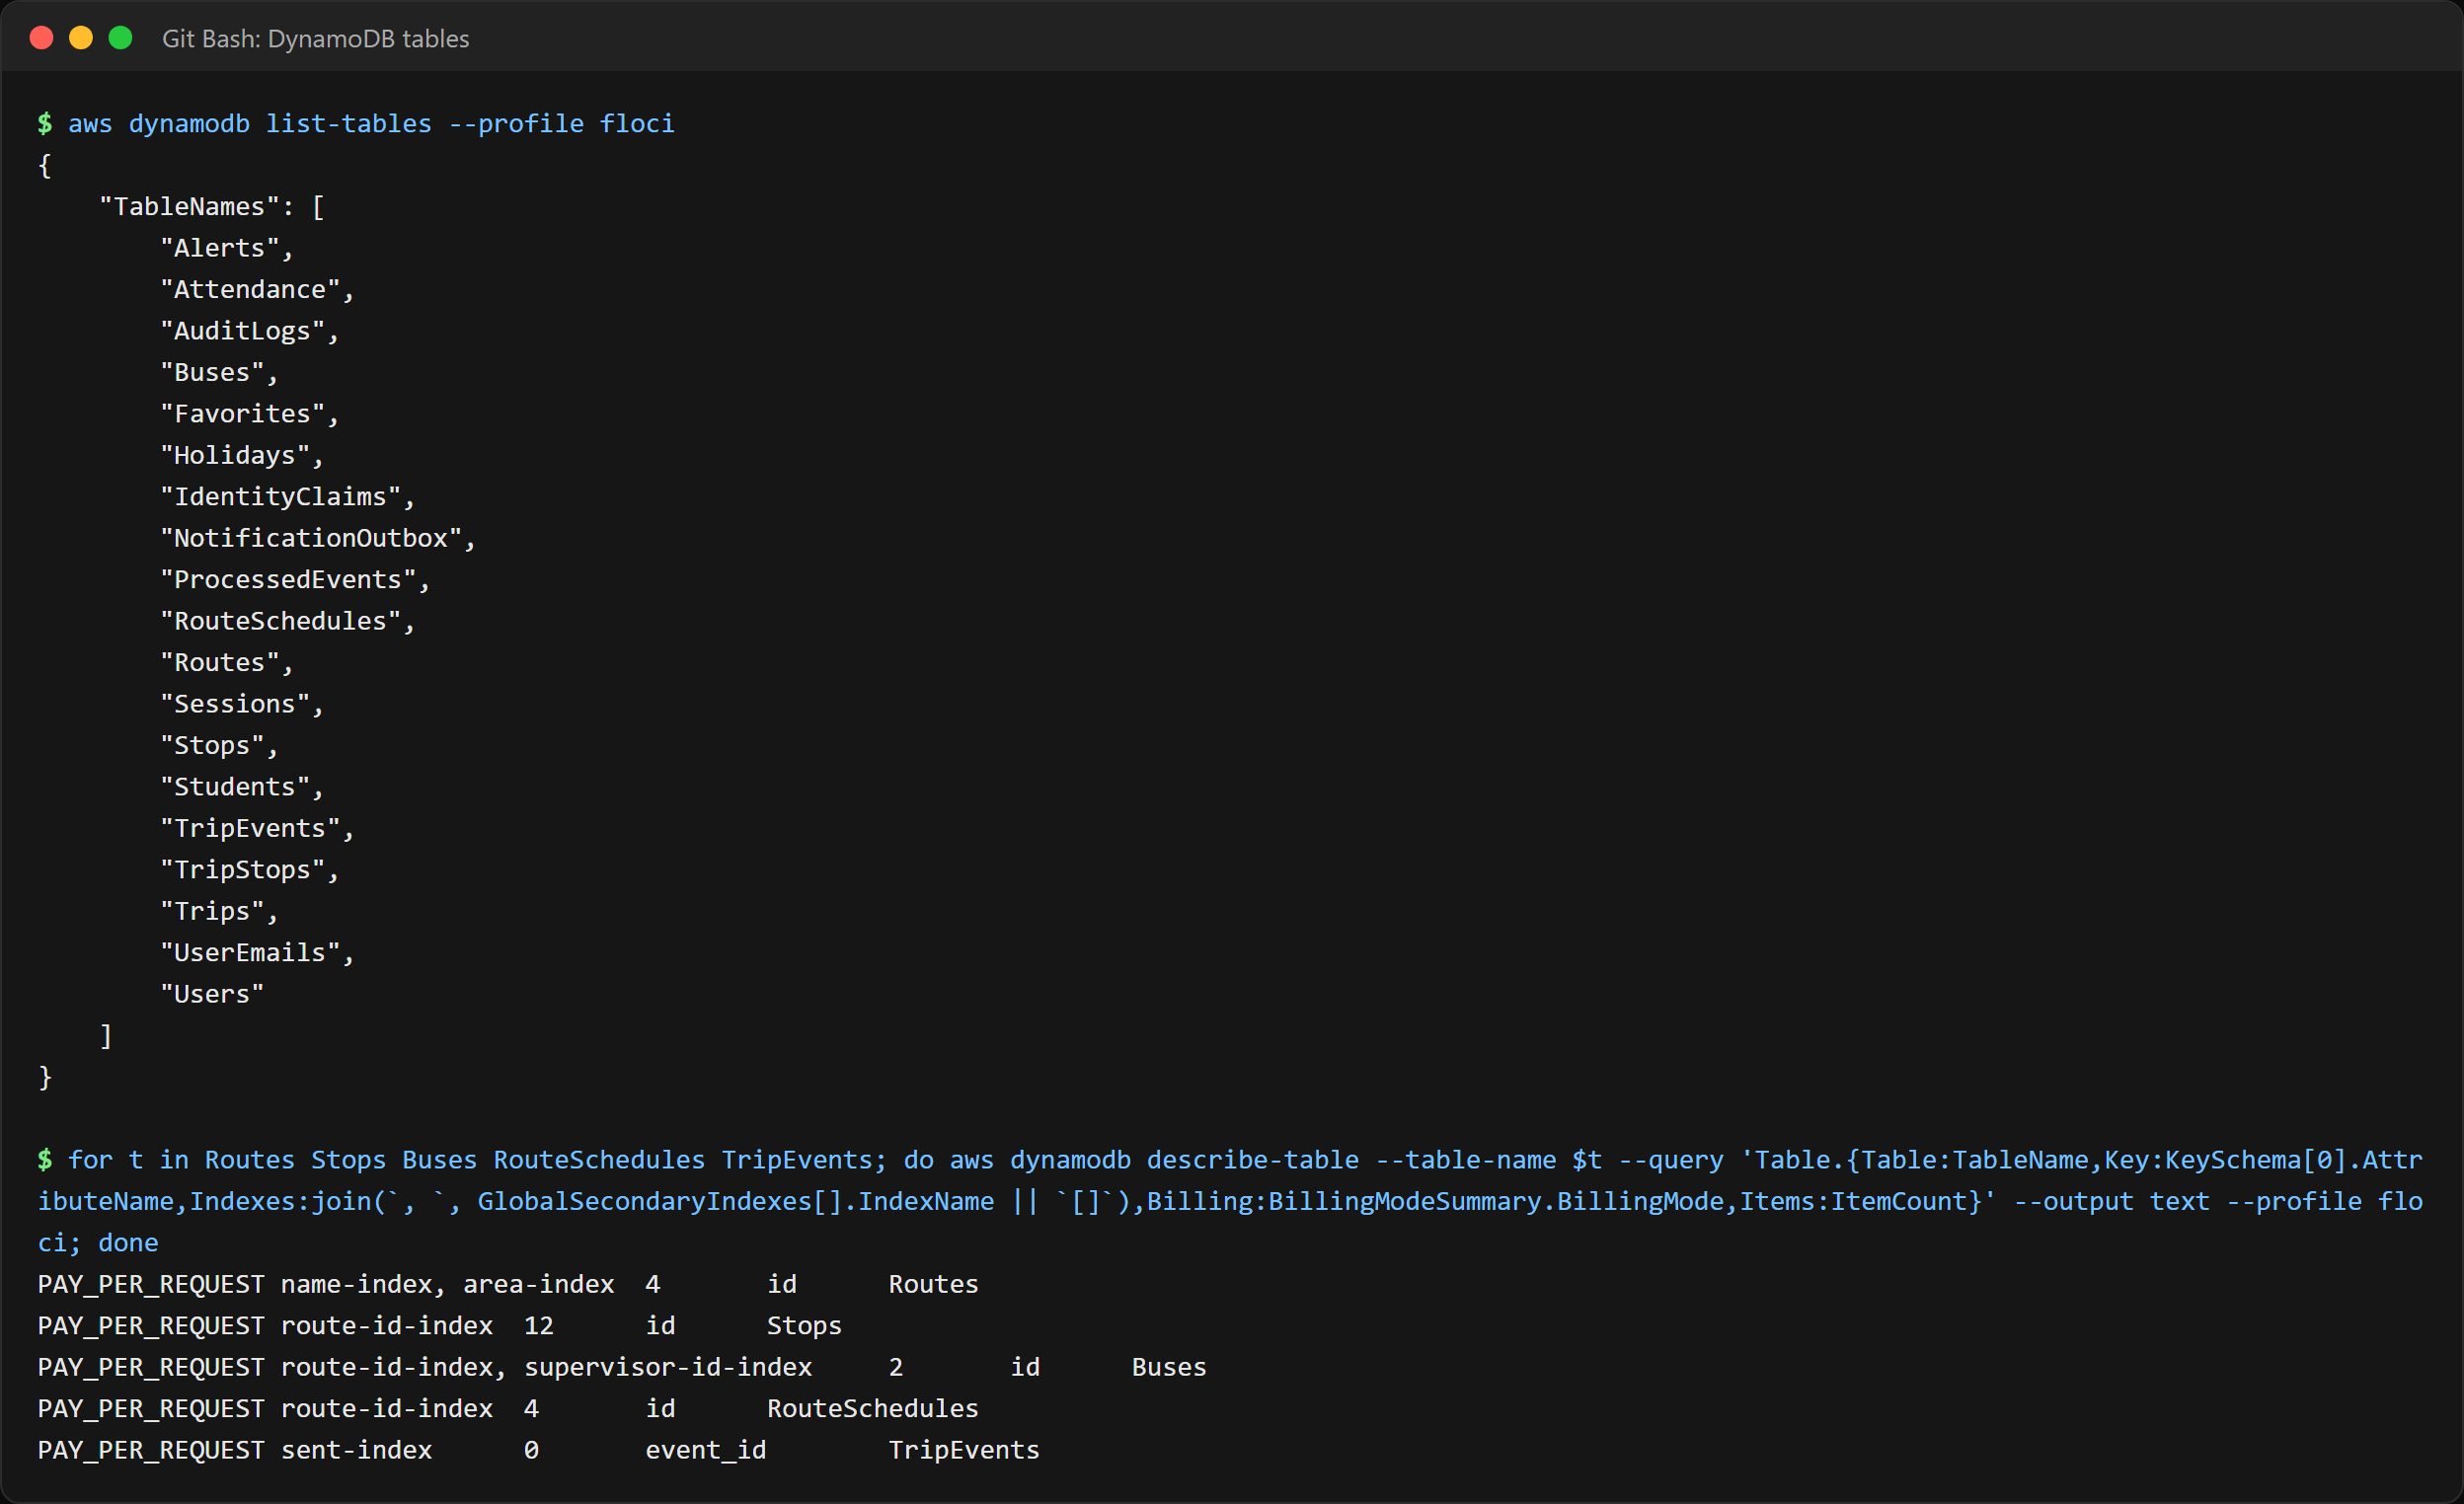 Git Bash: DynamoDB tables
$ aws dynamodb list-tables --profile floci
{
    "TableNames": [
        "Alerts",
        "Attendance",
        "AuditLogs",
        "Buses",
        "Favorites",
        "Holidays",
        "IdentityClaims",
        "NotificationOutbox",
        "ProcessedEvents",
        "RouteSchedules",
        "Routes",
        "Sessions",
        "Stops",
        "Students",
        "TripEvents",
        "TripStops",
        "Trips",
        "UserEmails",
        "Users"
    ]
}
$ for t in Routes Stops Buses RouteSchedules TripEvents; do aws dynamodb describe-table --table-name $t --query 'Table.{Table:TableName,Key:KeySchema[0].Attr
ibuteName,Indexes:join(`, `, GlobalSecondaryIndexes[].IndexName || `[]`),Billing:BillingModeSummary.BillingMode,Items:ItemCount}' --output text --profile flo
ci; done
PAY_PER_REQUEST name-index, area-index  4       id      Routes
PAY_PER_REQUEST route-id-index  12      id      Stops
PAY_PER_REQUEST route-id-index, supervisor-id-index     2       id      Buses
PAY_PER_REQUEST route-id-index  4       id      RouteSchedules
PAY_PER_REQUEST sent-index      0       event_id        TripEvents